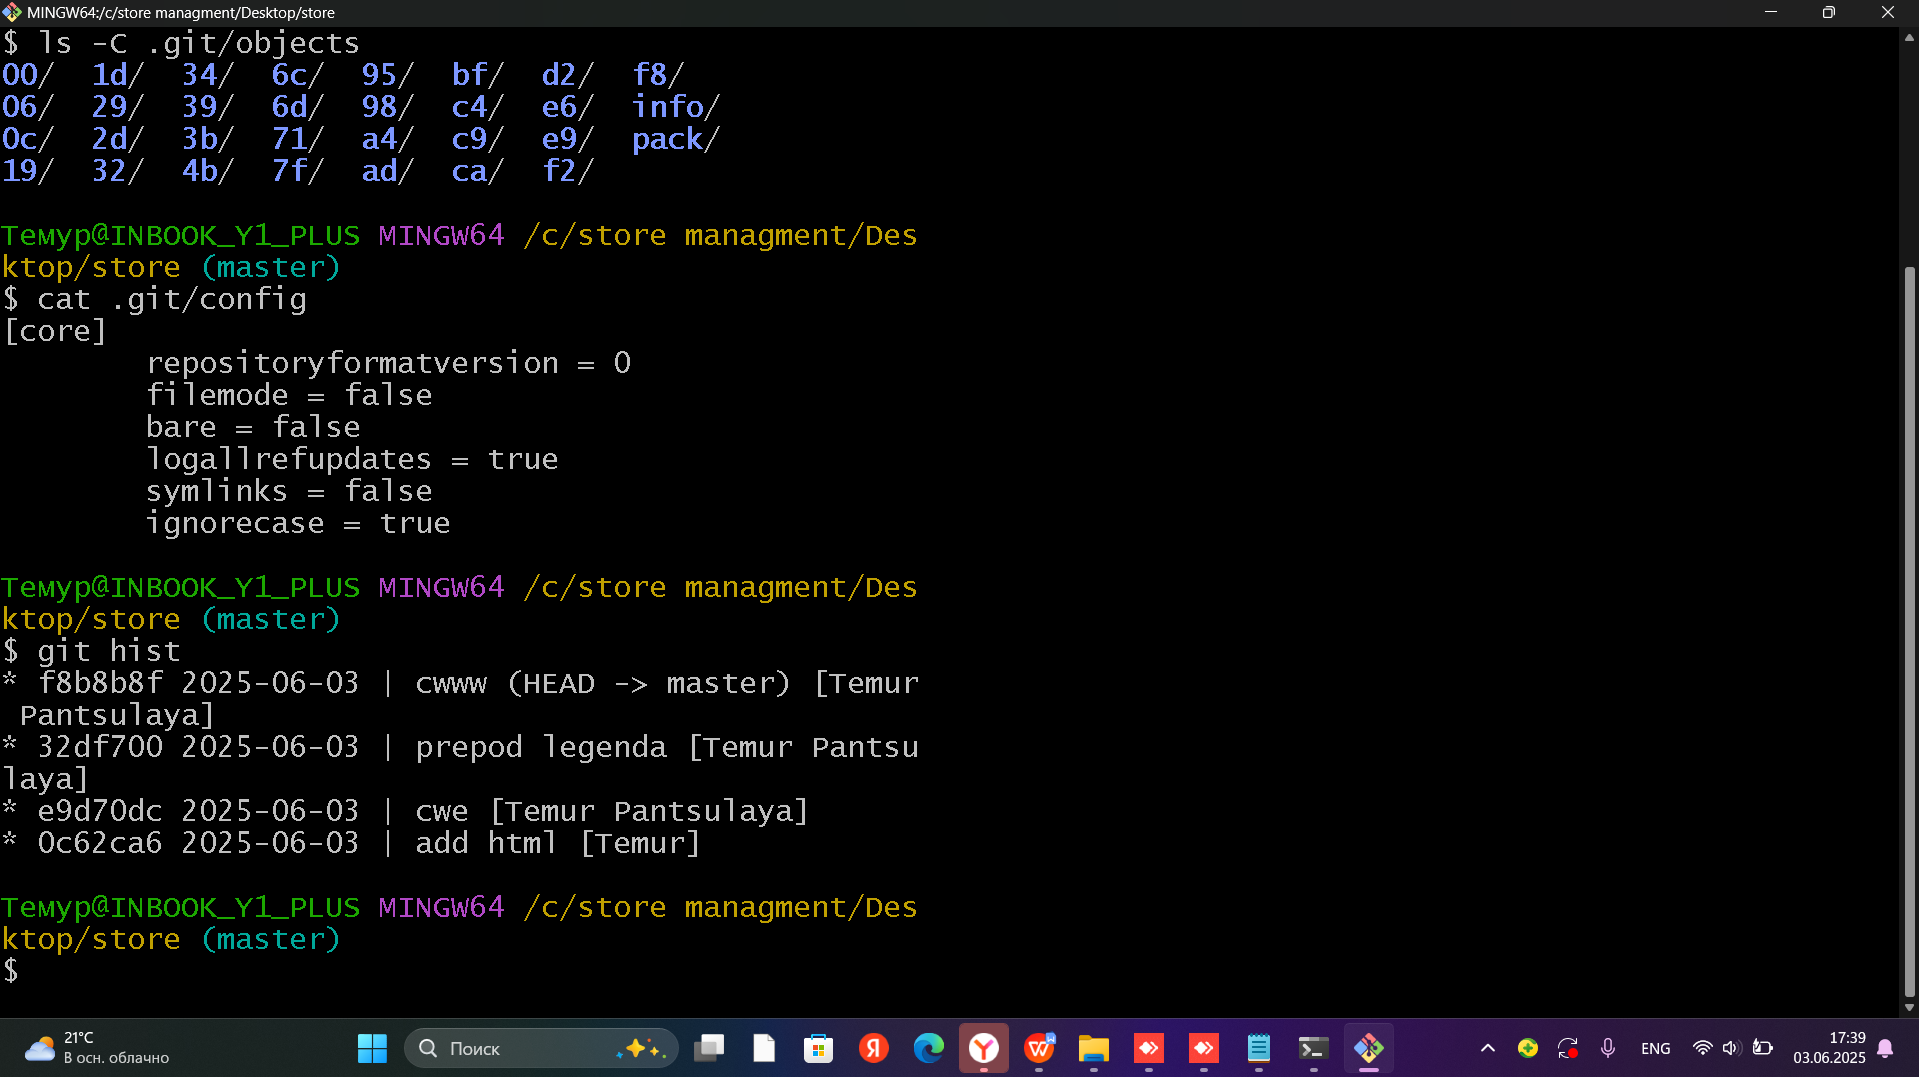 MINGW64:/c/store managment/Desktop/store
$ ls -C .git/objects
00/  1d/  34/  6c/  95/  bf/  d2/  f8/
06/  29/  39/  6d/  98/  c4/  e6/  info/
0c/  2d/  3b/  71/  a4/  c9/  e9/  pack/
19/  32/  4b/  7f/  ad/  ca/  f2/
Темур@INBOOK_Y1_PLUS MINGW64 /c/store managment/Des
ktop/store (master)
$ cat .git/config
[core]
        repositoryformatversion = 0
        filemode = false
        bare = false
        logallrefupdates = true
        symlinks = false
        ignorecase = true
Темур@INBOOK_Y1_PLUS MINGW64 /c/store managment/Des
ktop/store (master)
$ git hist
* f8b8b8f 2025-06-03 | cwww (HEAD -> master) [Temur
 Pantsulaya]
* 32df700 2025-06-03 | prepod legenda [Temur Pantsu
laya]
* e9d70dc 2025-06-03 | cwe [Temur Pantsulaya]
* 0c62ca6 2025-06-03 | add html [Temur]
Темур@INBOOK_Y1_PLUS MINGW64 /c/store managment/Des
ktop/store (master)
$
21°C
В осн. облачно
Поиск
ENG
17:39
03.06.2025